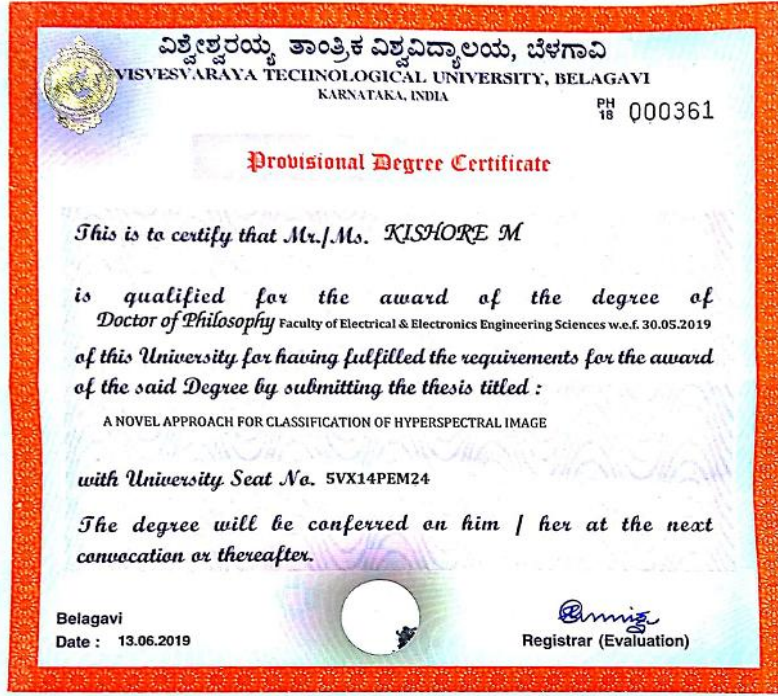 ವಿಶ್ವೇಶ್ವರಯ್ಯ ತಾಂತ್ರಿಕ ವಿಶ್ವವಿದ್ಯಾಲಯ, ಬೆಳಗಾವಿ
VISVESVARAYA TECHNOLOGICAL UNIVERSITY, BELAGAVI
KARNATAKA, INDIA
PH 18 000361
Provisional Degree Certificate
This is to certify that Mr./Ms. KISHORE M
is qualified for the award of the degree of
Doctor of Philosophy Faculty of Electrical & Electronics Engineering Sciences w.e.f. 30.05.2019
of this University for having fulfilled the requirements for the award
of the said Degree by submitting the thesis titled :
A NOVEL APPROACH FOR CLASSIFICATION OF HYPERSPECTRAL IMAGE
with University Seat No. 5VX14PEM24
The degree will be conferred on him / her at the next
convocation or thereafter.
Belagavi
Date : 13.06.2019
Registrar (Evaluation)